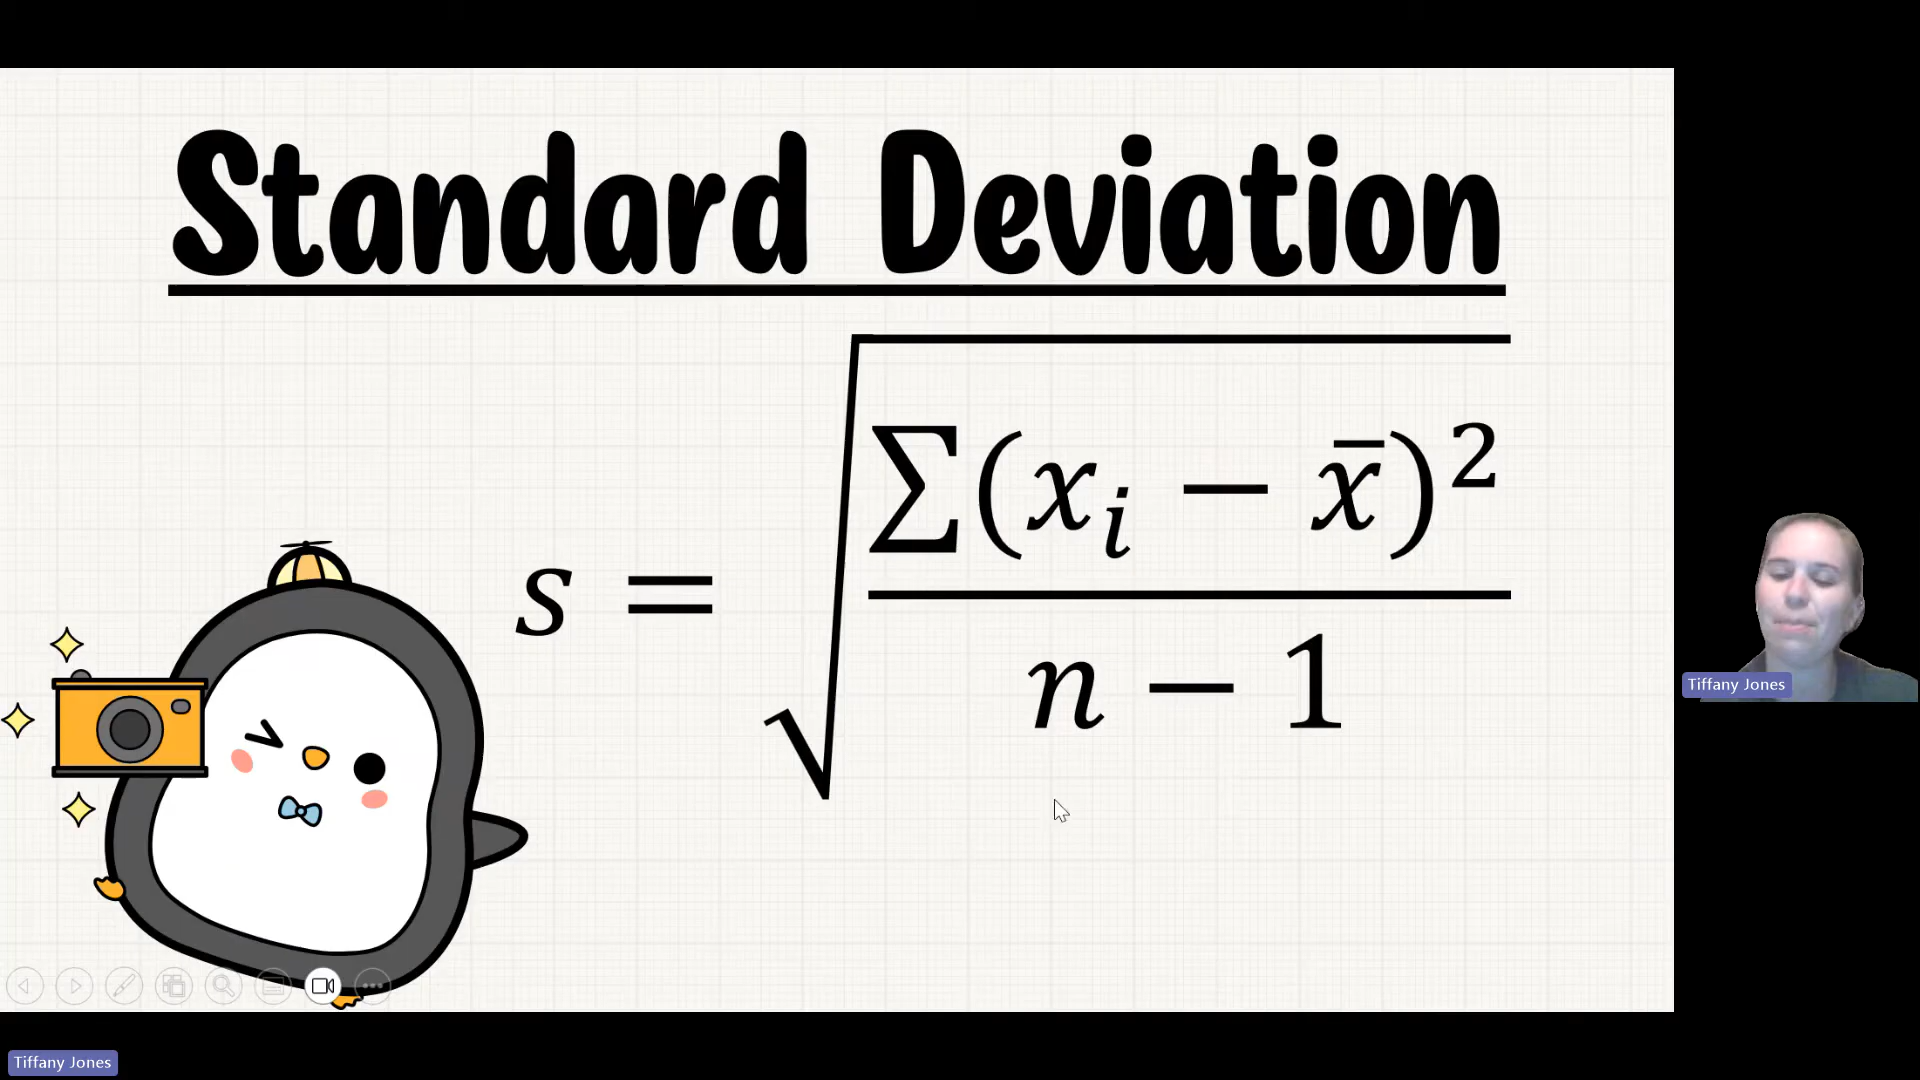 Standard Deviation
s = √(∑(xᵢ − x̄)² / (n − 1))
Tiffany Jones
Tiffany Jones